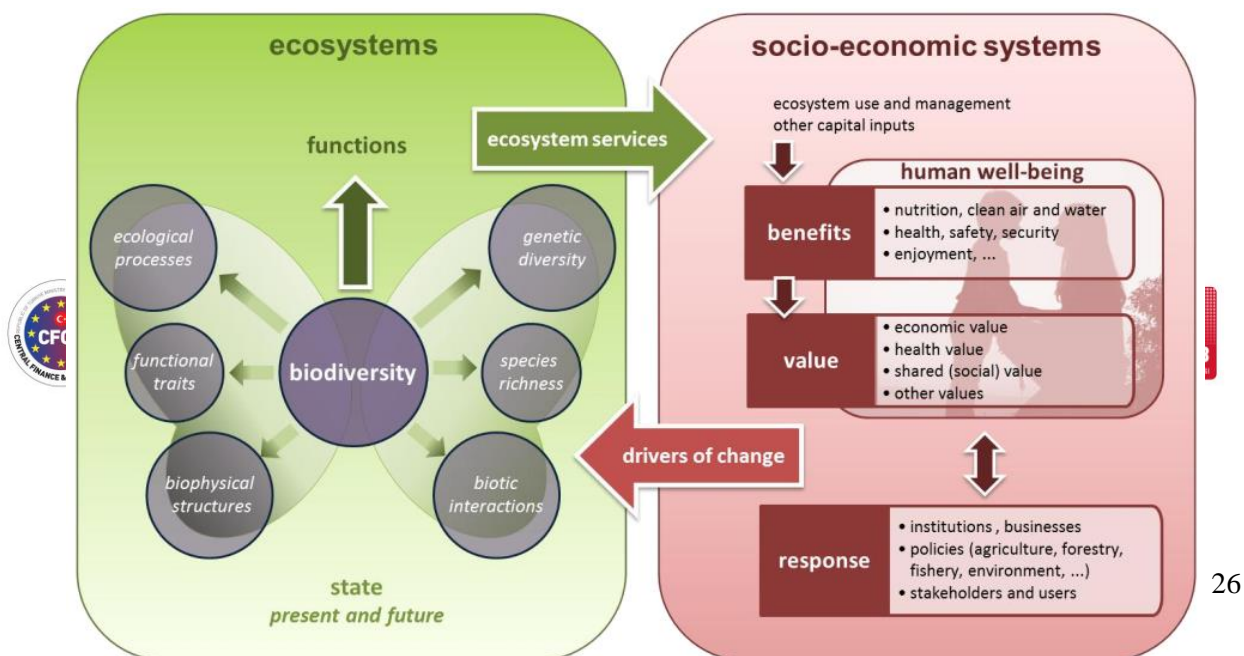 ecosystems
functions
ecological
processes
genetic
diversity
functional
traits
biodiversity
species
richness
biophysical
structures
biotic
interactions
state
present and future
ecosystem services
drivers of change
socio-economic systems
ecosystem use and management
other capital inputs
human well-being
benefits
• nutrition, clean air and water
• health, safety, security
• enjoyment, ...
value
• economic value
• health value
• shared (social) value
• other values
response
• institutions , businesses
• policies (agriculture, forestry,
fishery, environment, ...)
• stakeholders and users
CENTRAL FINANCE &
26